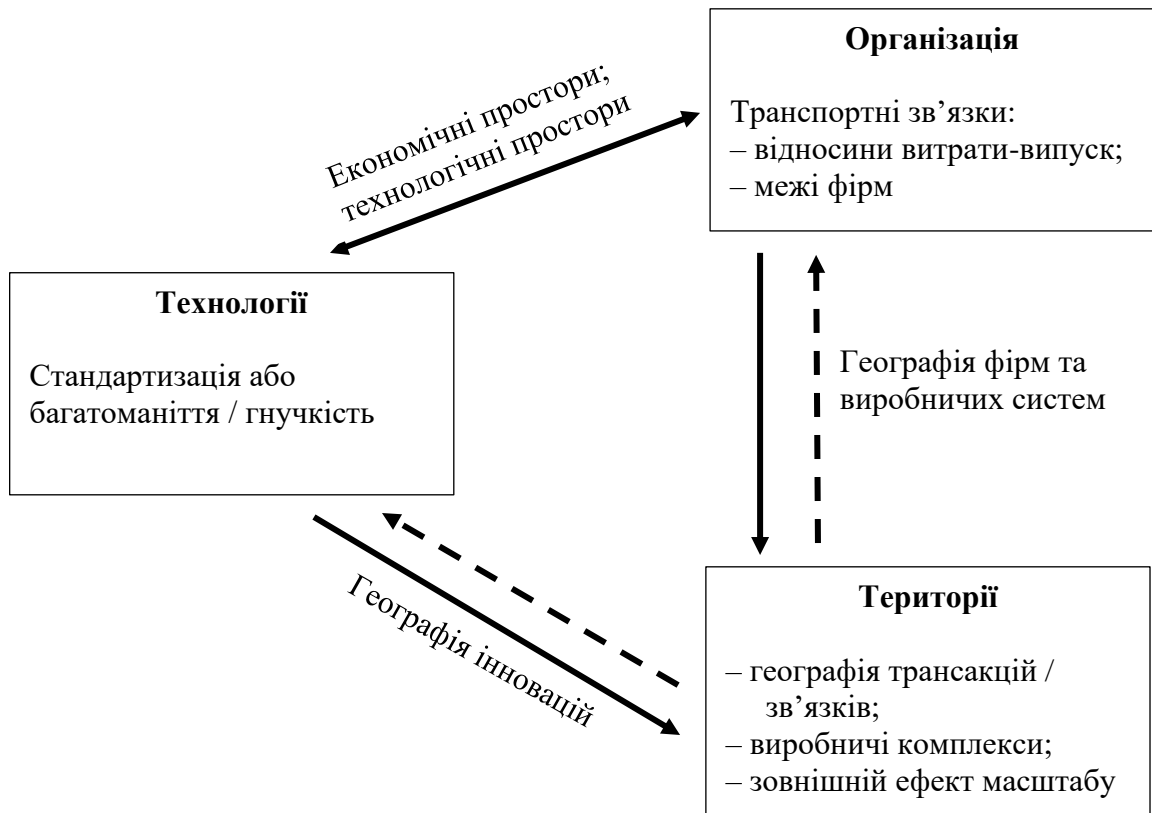 Організація
Транспортні зв’язки:
– відносини витрати-випуск;
– межі фірм
Економічні простори;
технологічні простори
Технології
Стандартизація або
багатоманіття / гнучкість
Географія фірм та
виробничих систем
Географія інновацій
Території
– географія трансакцій /
зв’язків;
– виробничі комплекси;
– зовнішній ефект масштабу